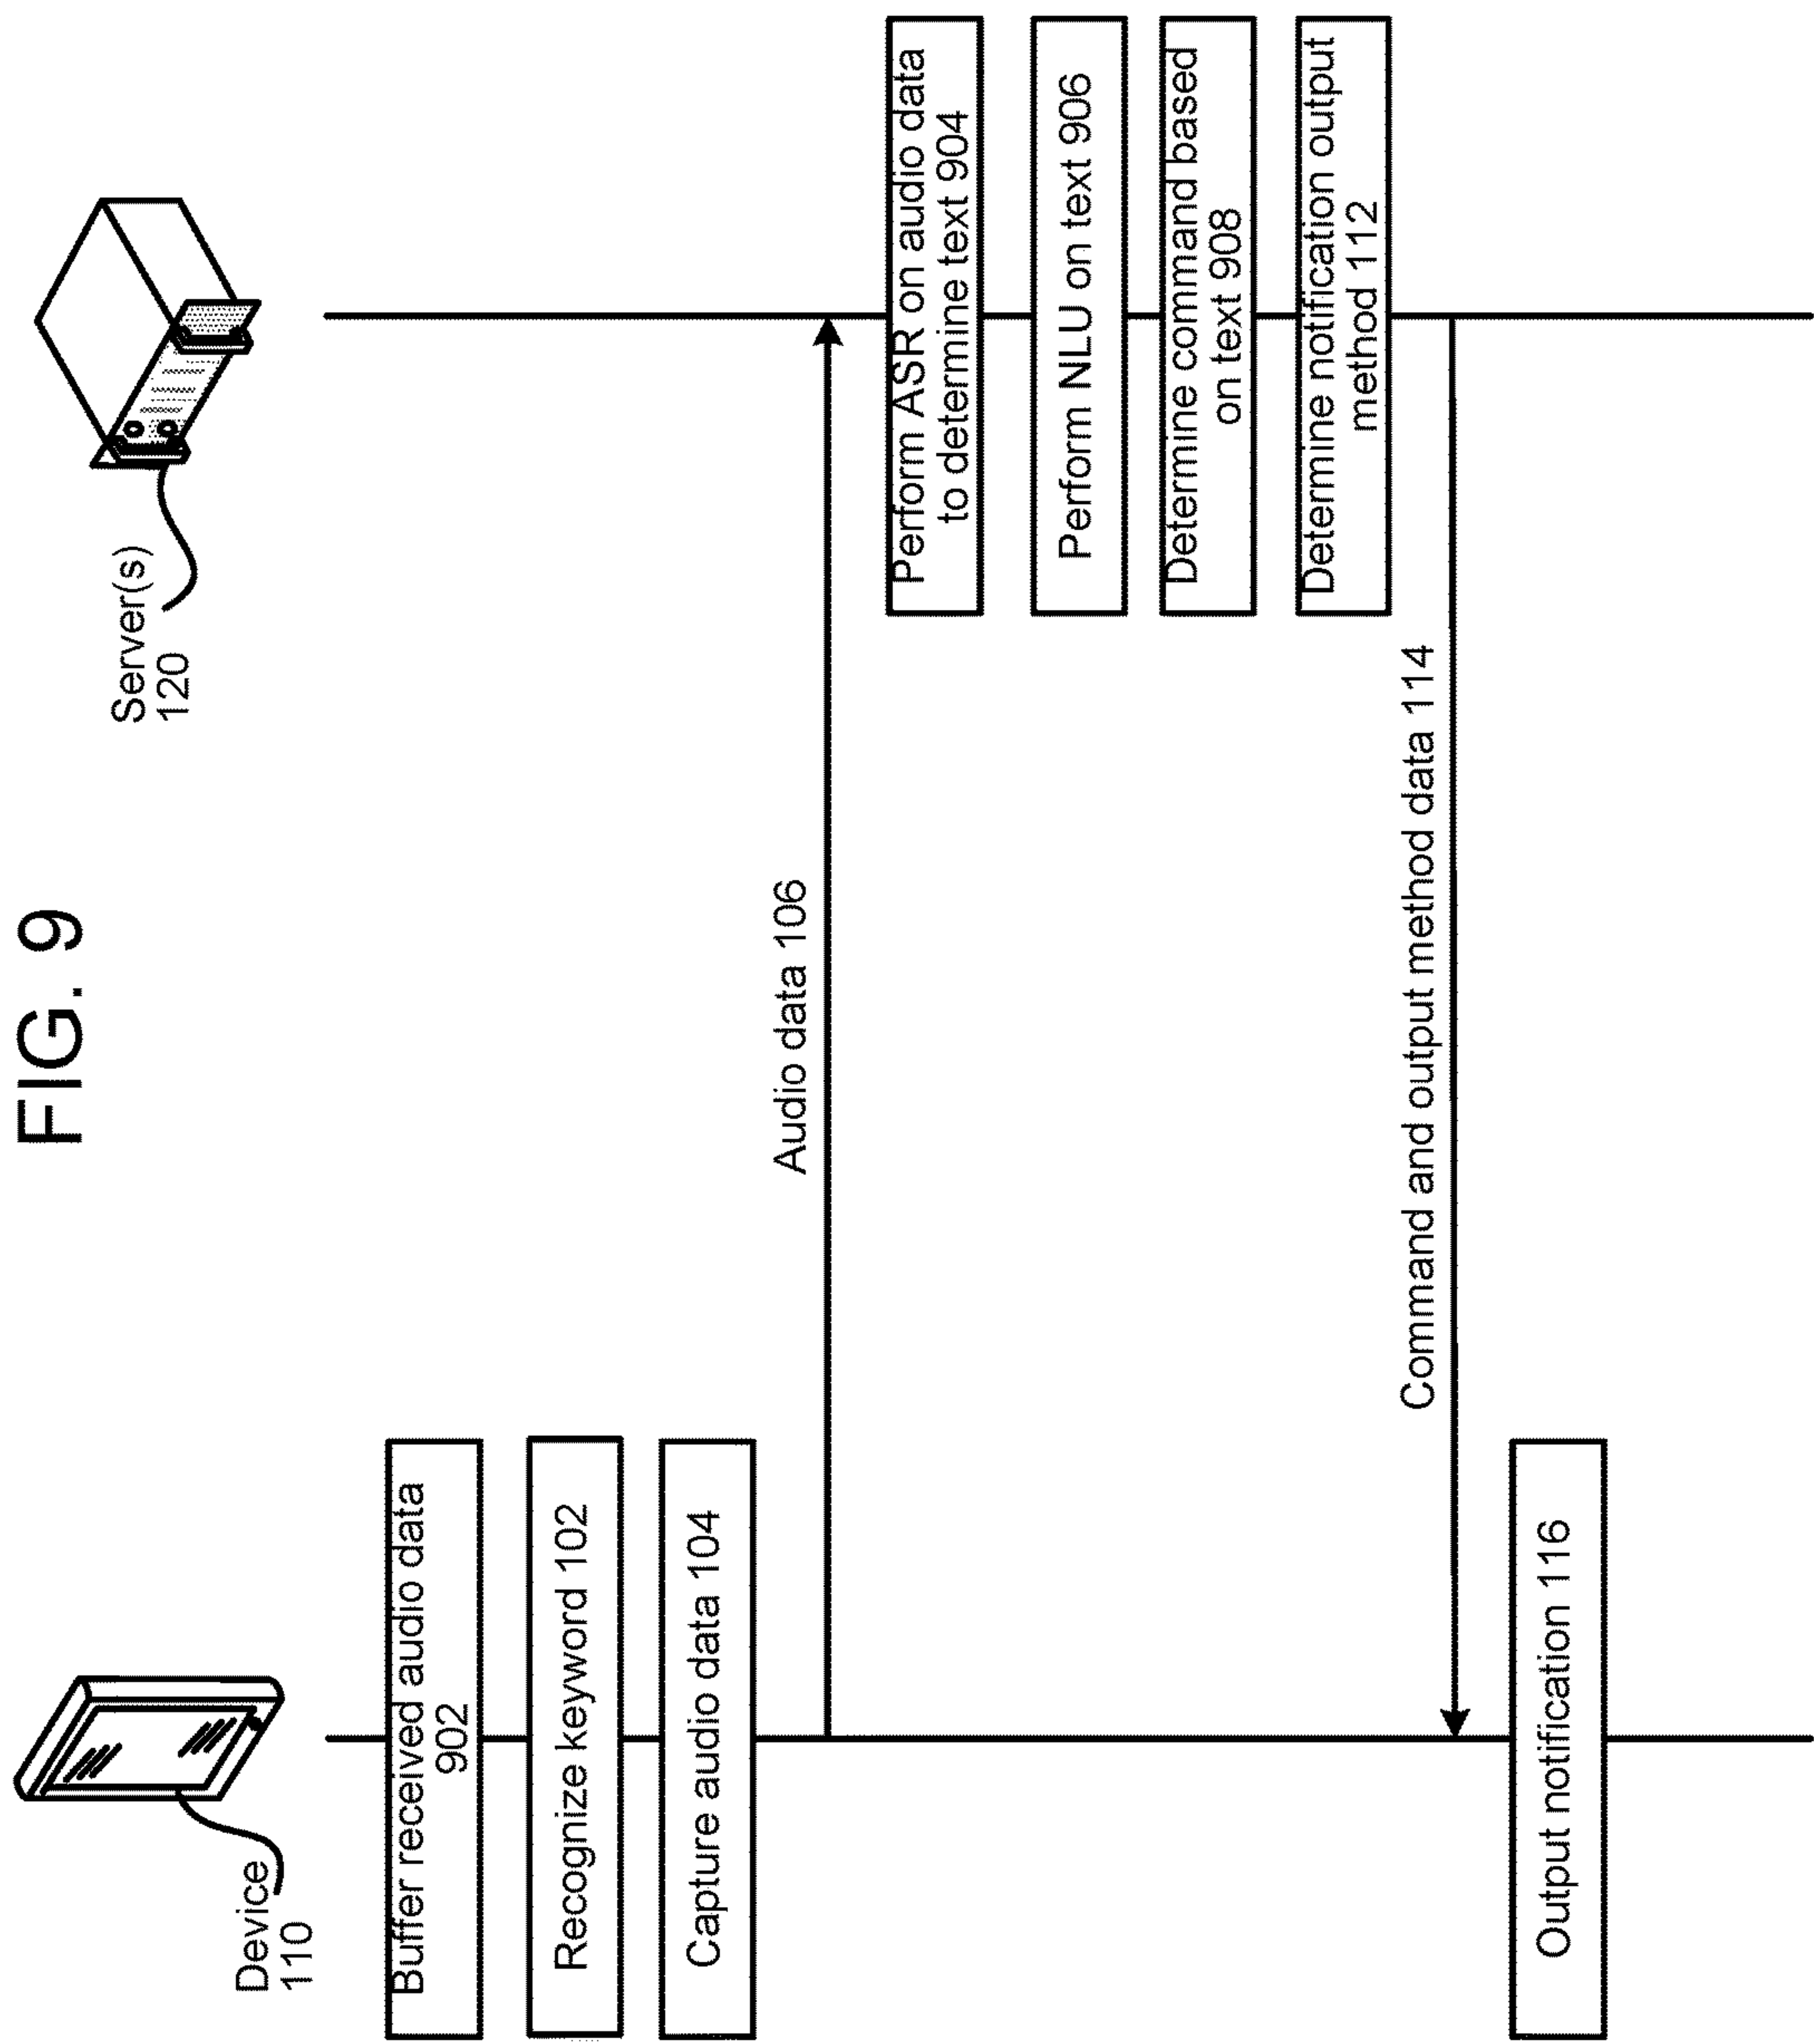 FIG. 9
Device
110
Server(s)
120
Buffer received audio data
902
Recognize keyword 102
Capture audio data 104
Audio data 106
Perform ASR on audio data
to determine text 904
Perform NLU on text 906
Determine command based
on text 908
Determine notification output
method 112
Command and output method data 114
Output notification 116